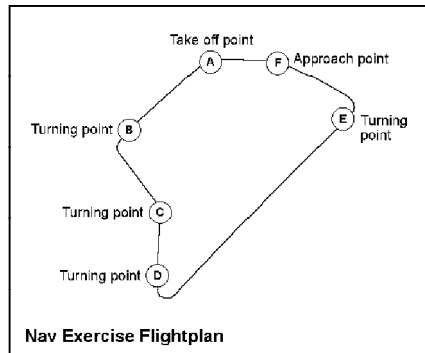 Take off point
A
F
Approach point
Turning point
B
E
Turning
point
Turning point
C
Turning point
D
Nav Exercise Flightplan